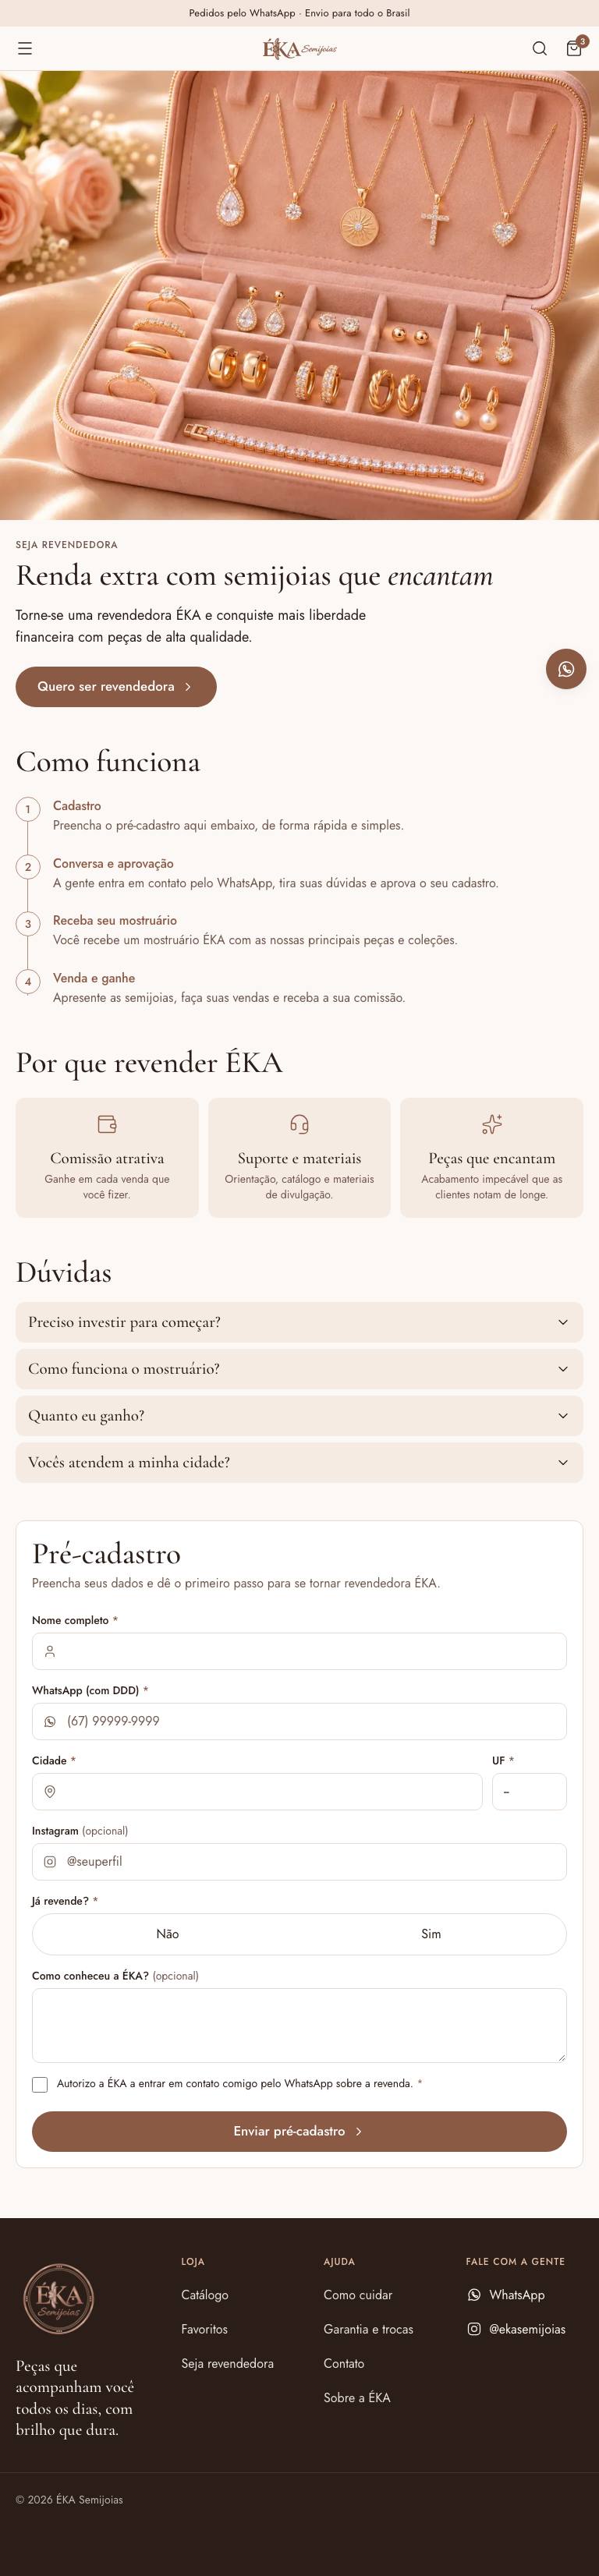 Pedidos pelo WhatsApp · Envio para todo o Brasil
ÉKA Semijoias
3
SEJA REVENDEDORA
Renda extra com semijoias que encantam
Torne-se uma revendedora ÉKA e conquiste mais liberdade
financeira com peças de alta qualidade.
Quero ser revendedora
Como funciona
1
Cadastro
Preencha o pré-cadastro aqui embaixo, de forma rápida e simples.
2
Conversa e aprovação
A gente entra em contato pelo WhatsApp, tira suas dúvidas e aprova o seu cadastro.
3
Receba seu mostruário
Você recebe um mostruário ÉKA com as nossas principais peças e coleções.
4
Venda e ganhe
Apresente as semijoias, faça suas vendas e receba a sua comissão.
Por que revender ÉKA
Comissão atrativa
Ganhe em cada venda que
você fizer.
Suporte e materiais
Orientação, catálogo e materiais
de divulgação.
Peças que encantam
Acabamento impecável que as
clientes notam de longe.
Dúvidas
Preciso investir para começar?
Como funciona o mostruário?
Quanto eu ganho?
Vocês atendem a minha cidade?
Pré-cadastro
Preencha seus dados e dê o primeiro passo para se tornar revendedora ÉKA.
Nome completo *
WhatsApp (com DDD) *
(67) 99999-9999
Cidade *
UF *
–
Instagram (opcional)
@seuperfil
Já revende? *
Não
Sim
Como conheceu a ÉKA? (opcional)
Autorizo a ÉKA a entrar em contato comigo pelo WhatsApp sobre a revenda. *
Enviar pré-cadastro
ÉKA
Semijoias
Peças que
acompanham você
todos os dias, com
brilho que dura.
LOJA
Catálogo
Favoritos
Seja revendedora
AJUDA
Como cuidar
Garantia e trocas
Contato
Sobre a ÉKA
FALE COM A GENTE
WhatsApp
@ekasemijoias
© 2026 ÉKA Semijoias